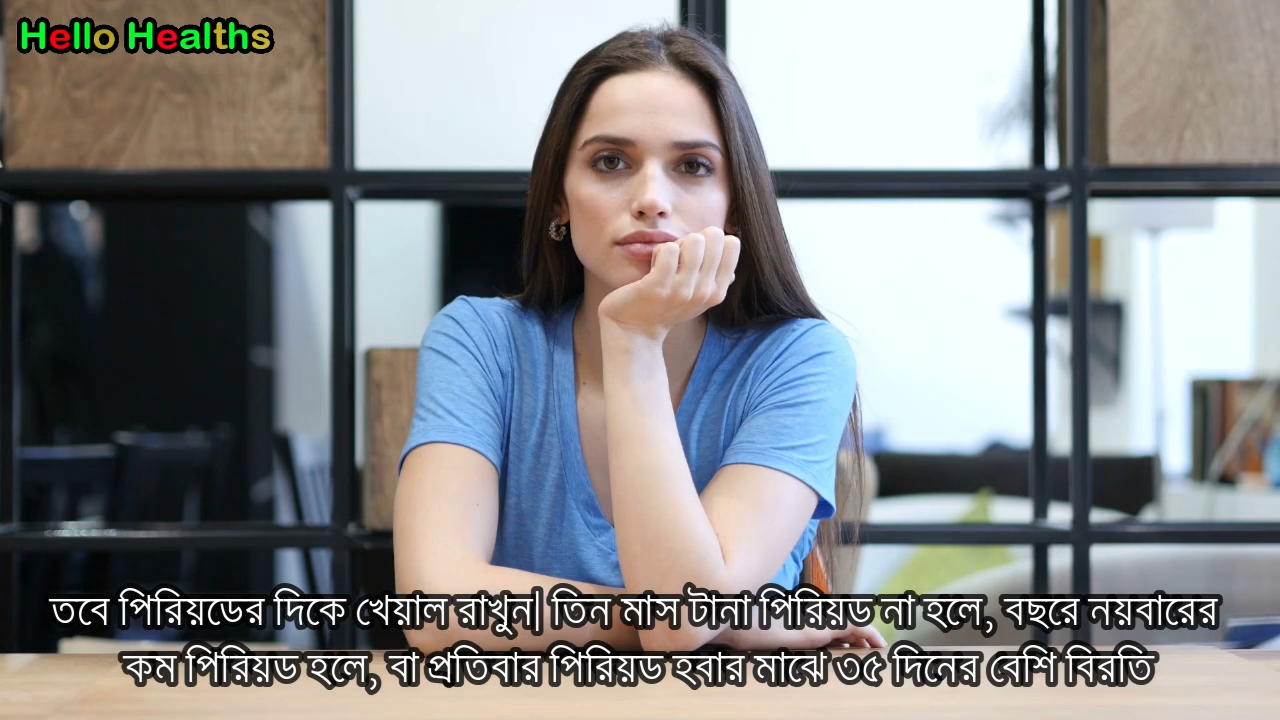 Hello Healths
তবে পিরিয়ডের দিকে খেয়াল রাখুন| তিন মাস টানা পিরিয়ড না হলে, বছরে নয়বারের
কম পিরিয়ড হলে, বা প্রতিবার পিরিয়ড হবার মাঝে ৩৫ দিনের বেশি বিরতি